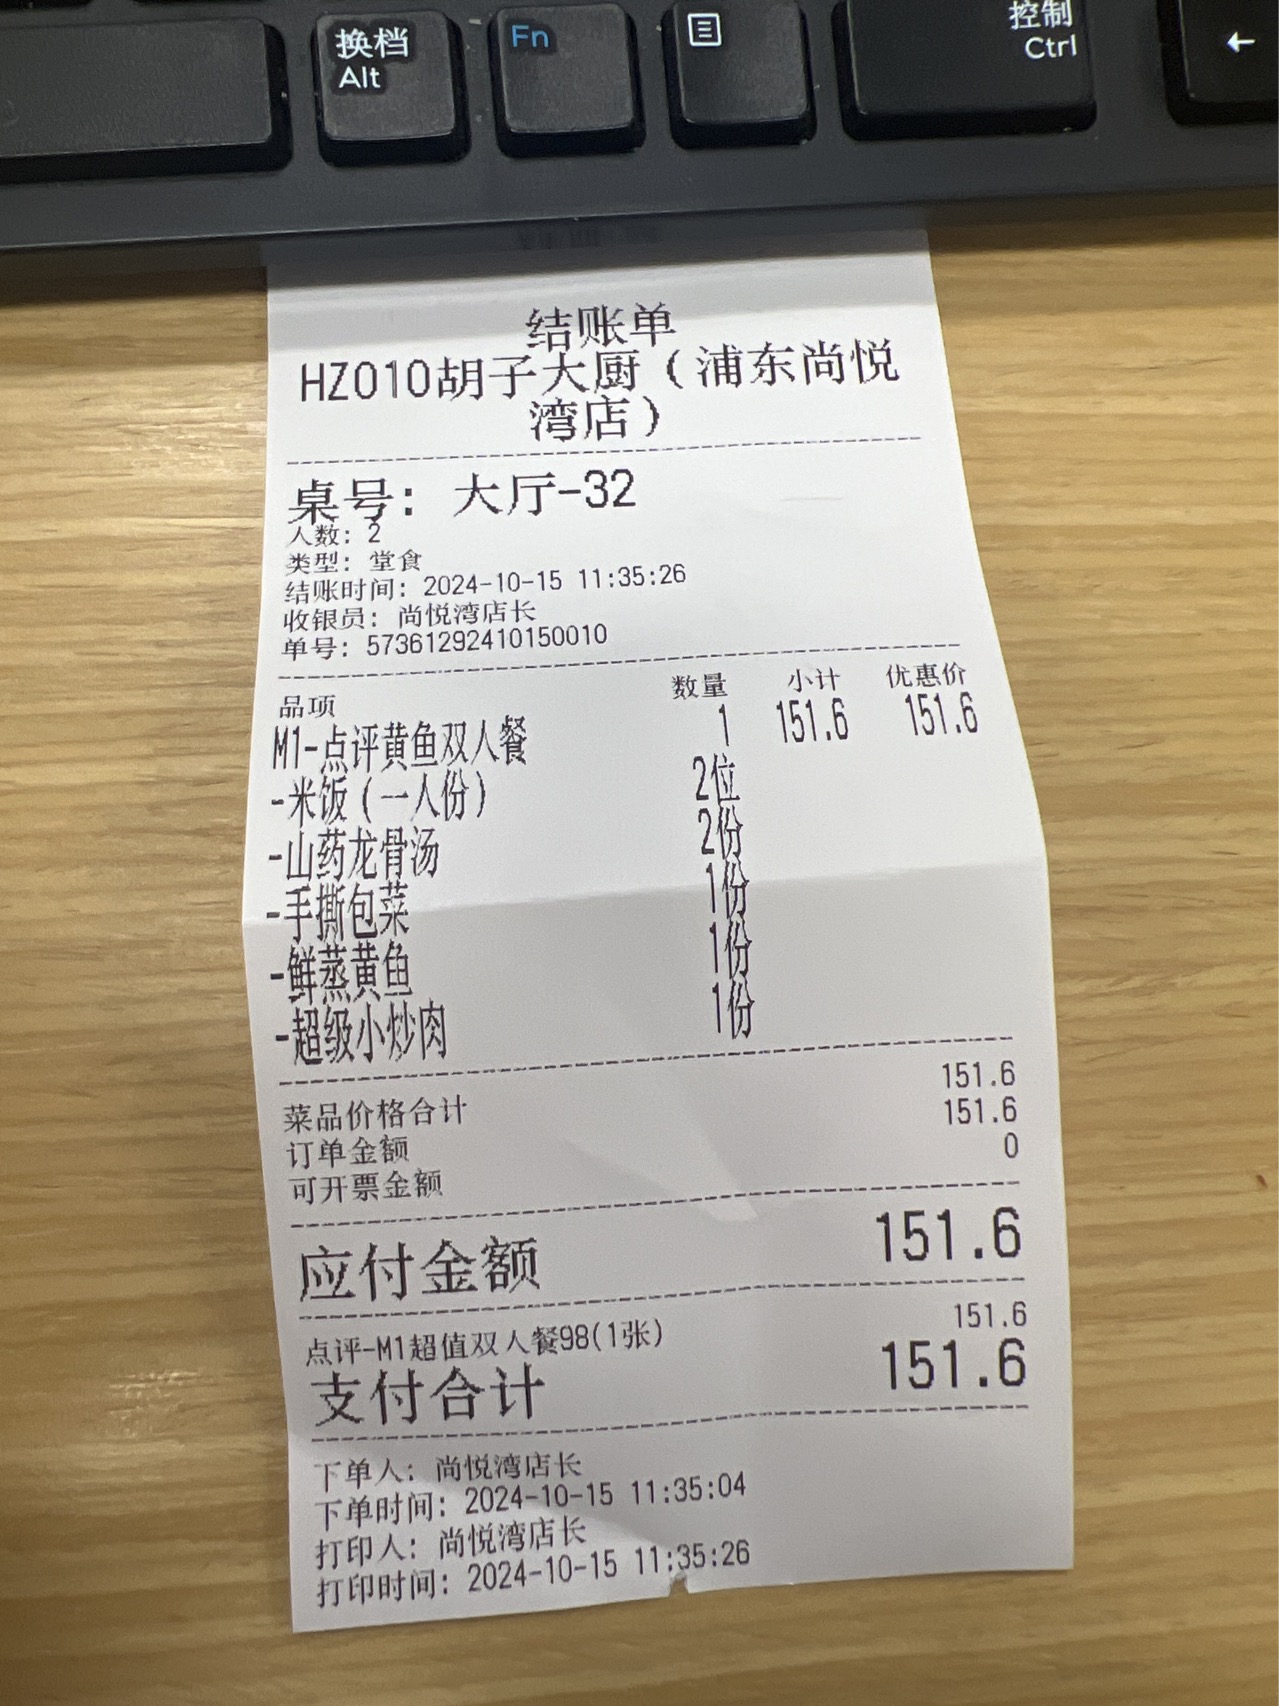 换档
Alt
Fn
控制
Ctrl
←
结账单
HZ010胡子大厨（浦东尚悦
湾店）
桌号： 大厅-32
人数： 2
类型： 堂食
结账时间： 2024-10-15 11:35:26
收银员： 尚悦湾店长
单号： 57361292410150010
品项 数量 小计 优惠价
M1-点评黄鱼双人餐 1 151.6 151.6
-米饭（一人份） 2位
-山药龙骨汤 2份
-手撕包菜 1份
-鲜蒸黄鱼 1份
-超级小炒肉 1份
菜品价格合计 151.6
订单金额 151.6
可开票金额 0
应付金额 151.6
点评-M1超值双人餐98(1张) 151.6
支付合计 151.6
下单人： 尚悦湾店长
下单时间： 2024-10-15 11:35:04
打印人： 尚悦湾店长
打印时间： 2024-10-15 11:35:26